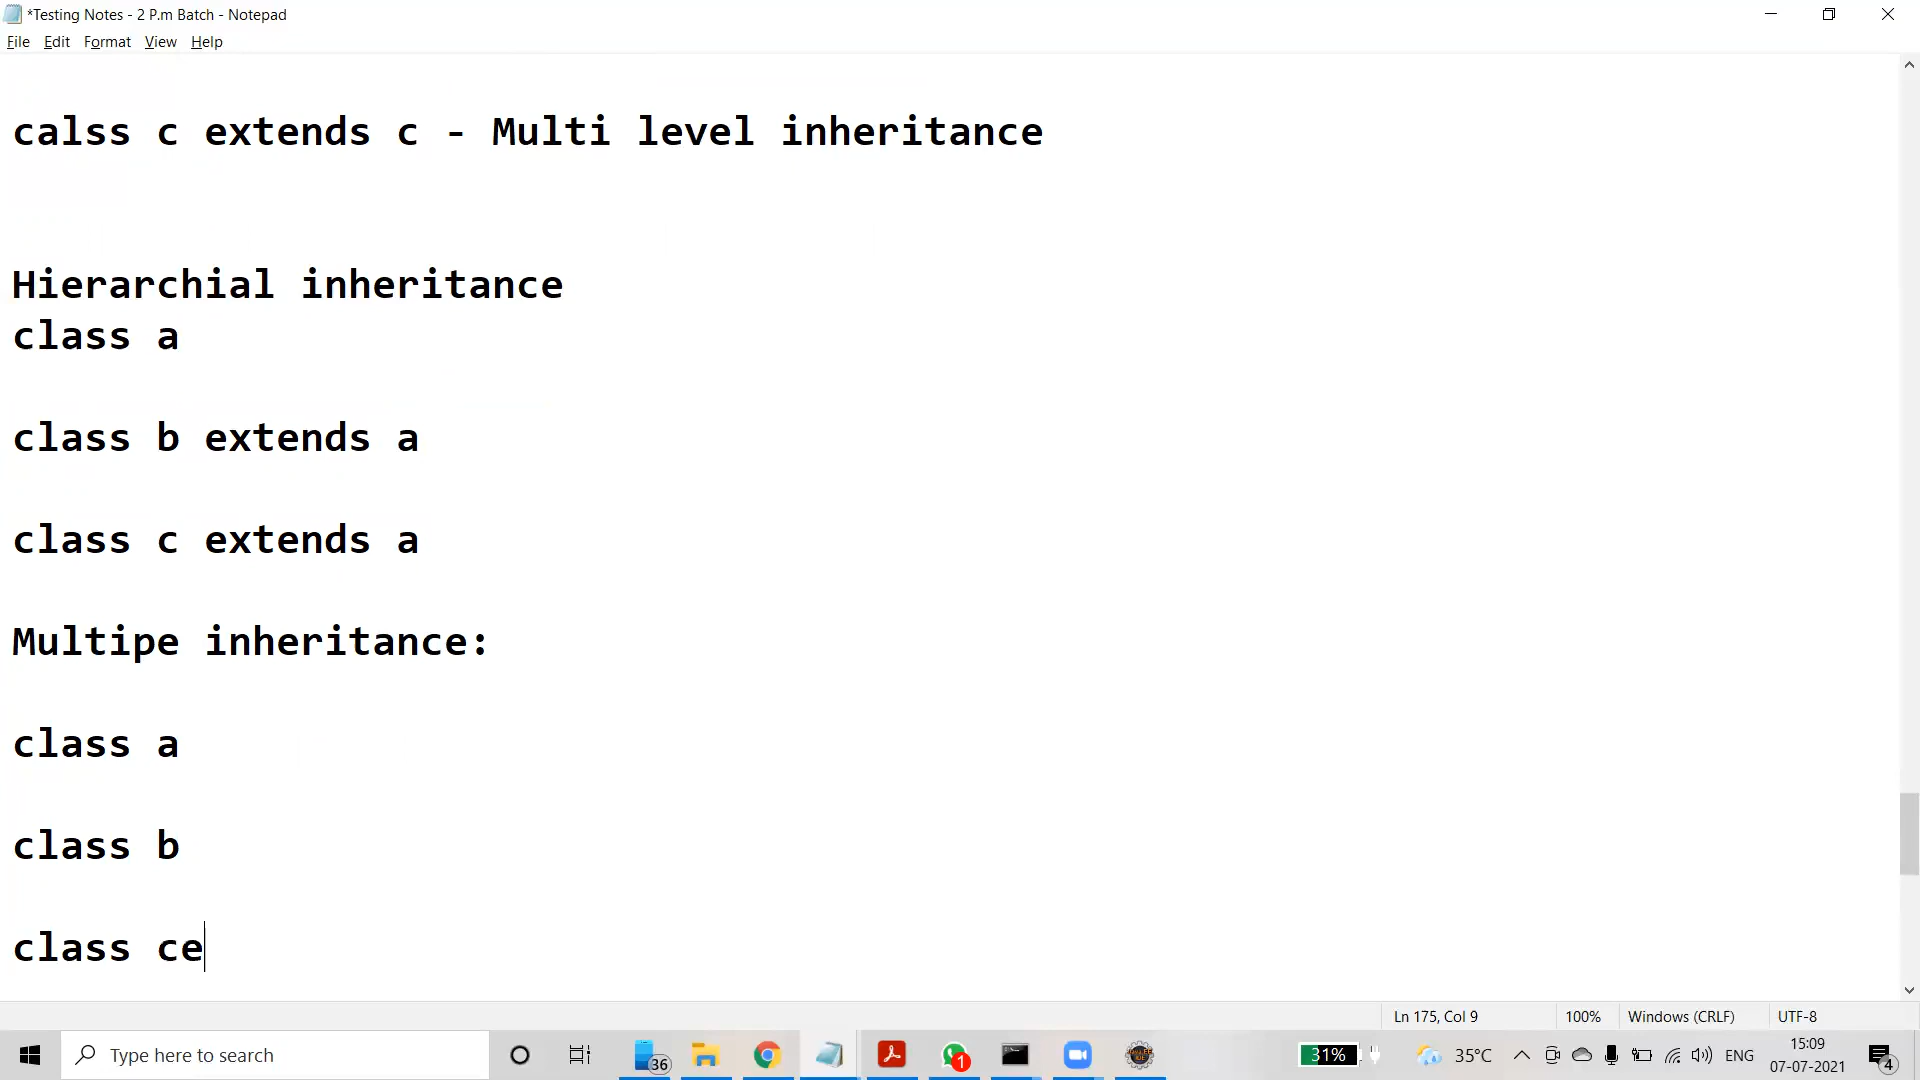 *Testing Notes - 2 P.m Batch - Notepad
File Edit Format View Help
calss c extends c - Multi level inheritance
Hierarchial inheritance
class a
class b extends a
class c extends a
Multipe inheritance:
class a
class b
class ce
Ln 175, Col 9 100% Windows (CRLF) UTF-8
Type here to search
36
1
31%
35°C
ENG
15:09
07-07-2021
4